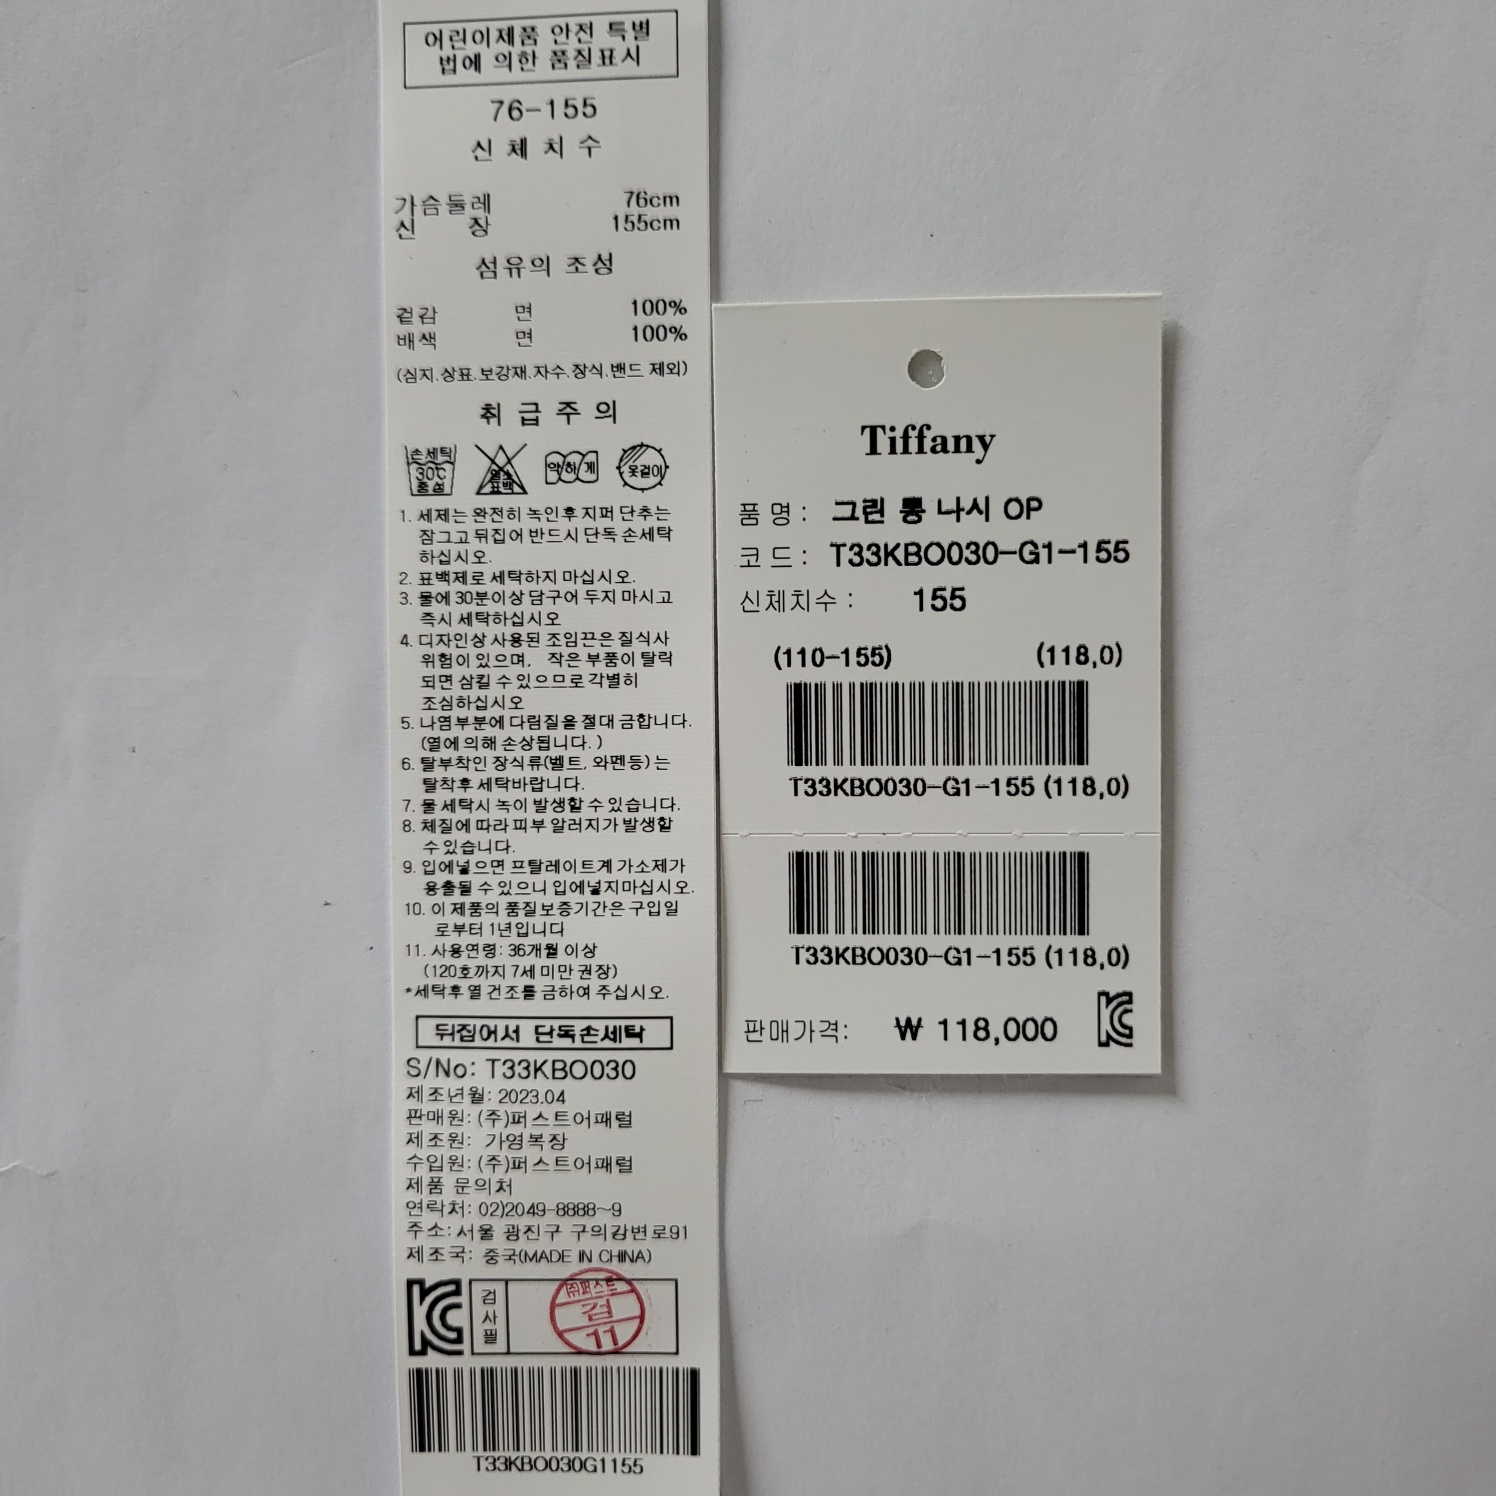 어린이제품 안전 특별
법에 의한 품질표시
76-155
신 체 치 수
가슴둘레 76cm
신 장 155cm
섬유의 조성
겉감 면 100%
배색 면 100%
(심지.상표.보강재.자수.장식.밴드 제외)
취 급 주 의
손세탁
30℃
중성
염소
표백
약하게
옷걸이
1. 세제는 완전히 녹인후 지퍼 단추는
잠그고 뒤집어 반드시 단독 손세탁
하십시오.
2. 표백제로 세탁하지 마십시오.
3. 물에 30분이상 담구어 두지 마시고
즉시 세탁하십시오
4. 디자인상 사용된 조임끈은 질식사
위험이 있으며, 작은 부품이 탈락
되면 삼킬 수 있으므로 각별히
조심하십시오
5. 나염부분에 다림질을 절대 금합니다.
(열에 의해 손상됩니다.)
6. 탈부착인 장식류(벨트, 와펜등)는
탈착후 세탁바랍니다.
7. 물 세탁시 녹이 발생할 수 있습니다.
8. 체질에 따라 피부 알러지가 발생할
수 있습니다.
9. 입에넣으면 프탈레이트계 가소제가
용출될 수 있으니 입에넣지마십시오.
10. 이 제품의 품질보증기간은 구입일
로부터 1년입니다
11. 사용연령: 36개월 이상
(120호까지 7세 미만 권장)
*세탁후 열 건조를 금하여 주십시오.
뒤집어서 단독손세탁
S/No: T33KBO030
제조년월: 2023.04
판매원: (주)퍼스트어패럴
제조원: 가영복장
수입원: (주)퍼스트어패럴
제품 문의처
연락처: 02)2049-8888~9
주소: 서울 광진구 구의강변로91
제조국: 중국(MADE IN CHINA)
KC
검사필
㈜퍼스트
검
11
T33KBO030G1155
Tiffany
품 명 : 그린 롱 나시 OP
코 드 : T33KBO030-G1-155
신체치수 : 155
(110-155) (118,0)
T33KBO030-G1-155 (118,0)
T33KBO030-G1-155 (118,0)
판매가격: ₩ 118,000 KC